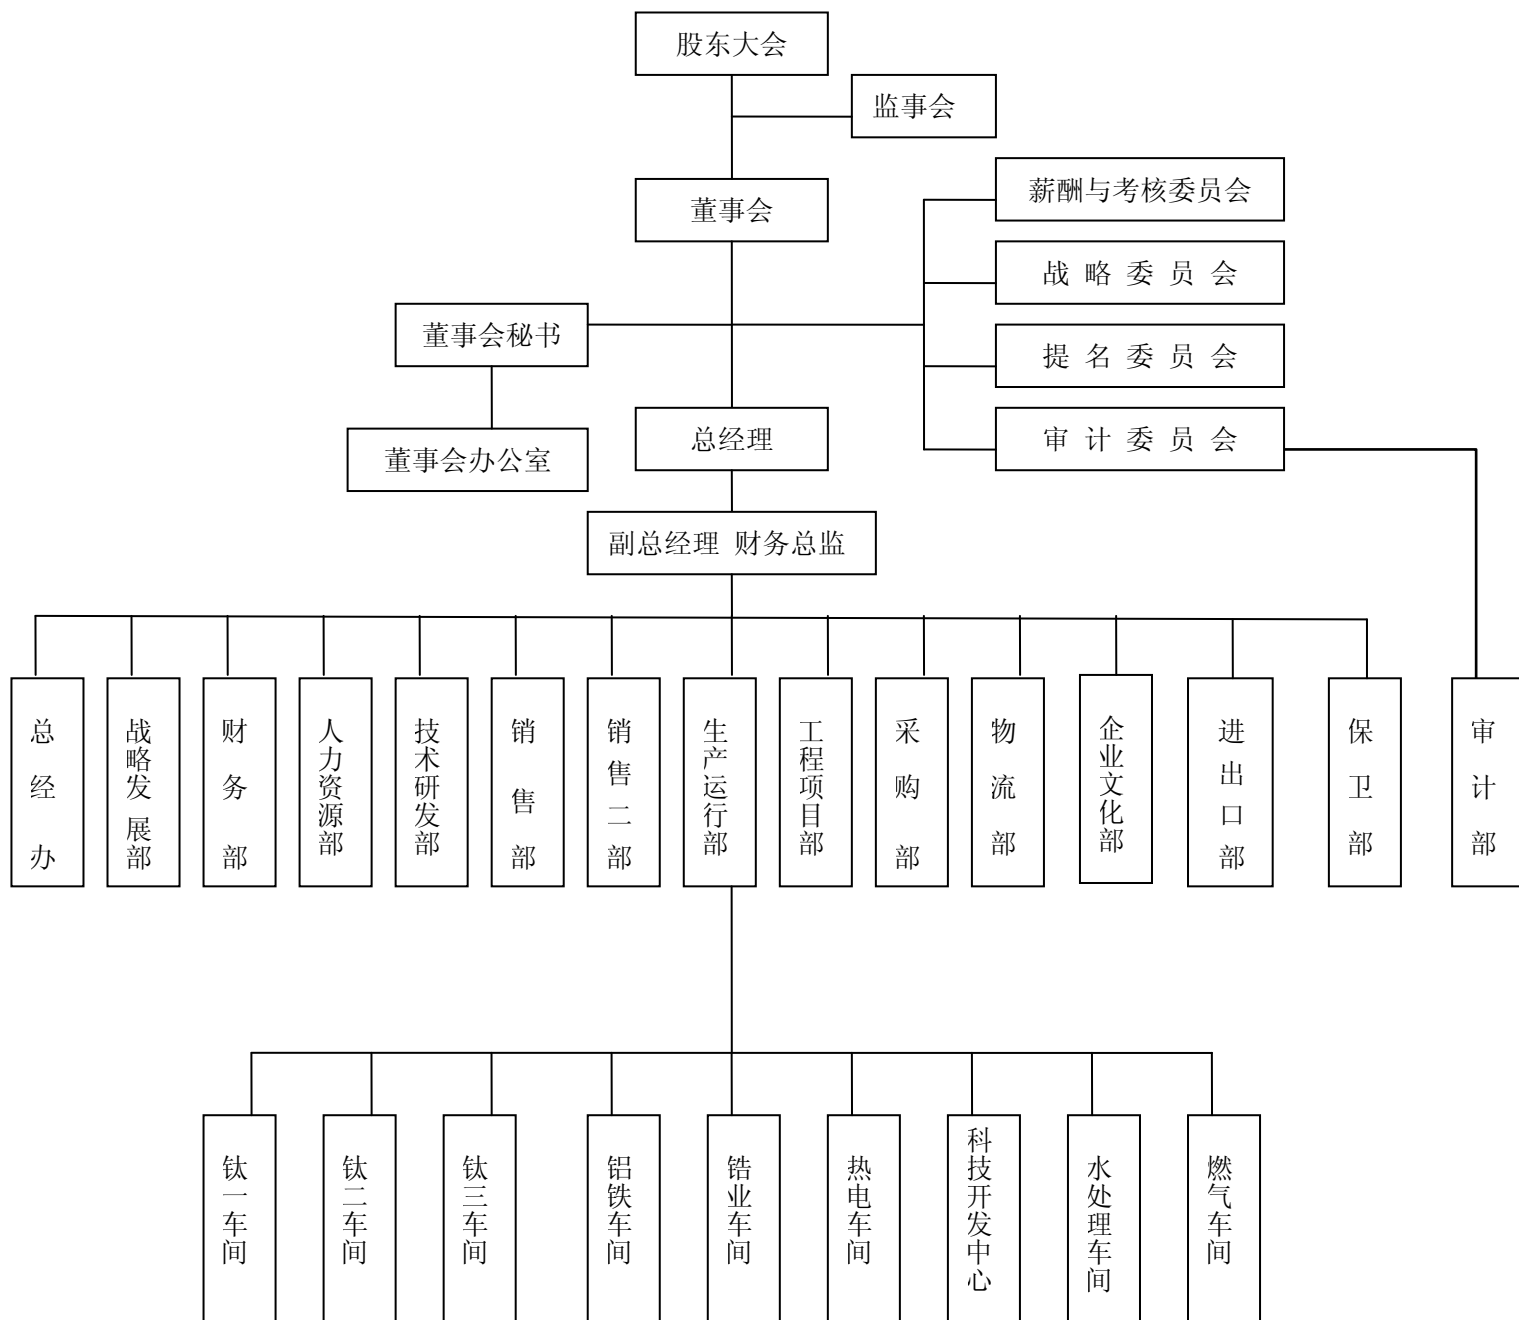 股东大会
监事会
董事会
薪酬与考核委员会
战 略 委 员 会
董事会秘书
提 名 委 员 会
总经理
审 计 委 员 会
董事会办公室
副总经理 财务总监
总经办
战略发展部
财务部
人力资源部
技术研发部
销售部
销售二部
生产运行部
工程项目部
采购部
物流部
企业文化部
进出口部
保卫部
审计部
钛一车间
钛二车间
钛三车间
铝铁车间
锆业车间
热电车间
科技开发中心
水处理车间
燃气车间